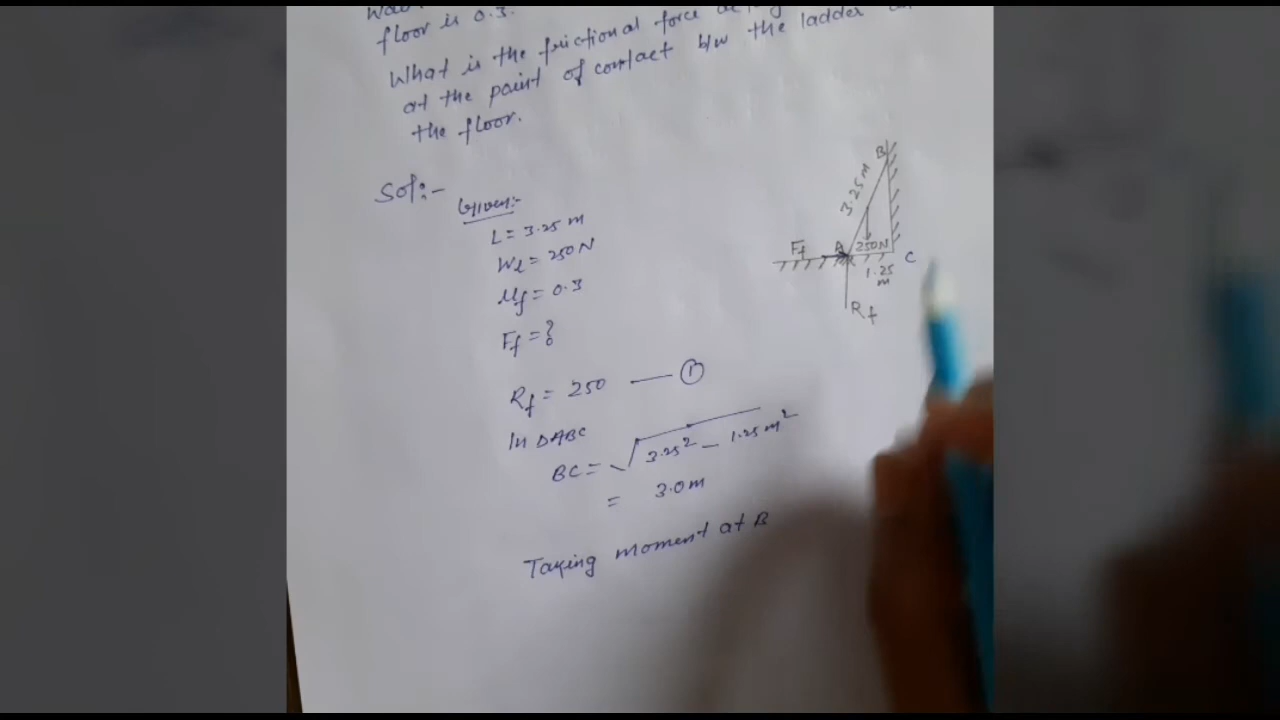 floor is 0.3.
What is the frictional force
at the point of contact b/w the ladder
the floor.
Sol:-
Given:-
L = 3.25 m
Wl = 250 N
μf = 0.3
Ff = ?
Rf = 250 —— ①
In ΔABC
BC = √3.25² – 1.25 m²
= 3.0 m
Taking moment at B
B
3.25 m
Ff
A
250N
C
1.25
m
Rf